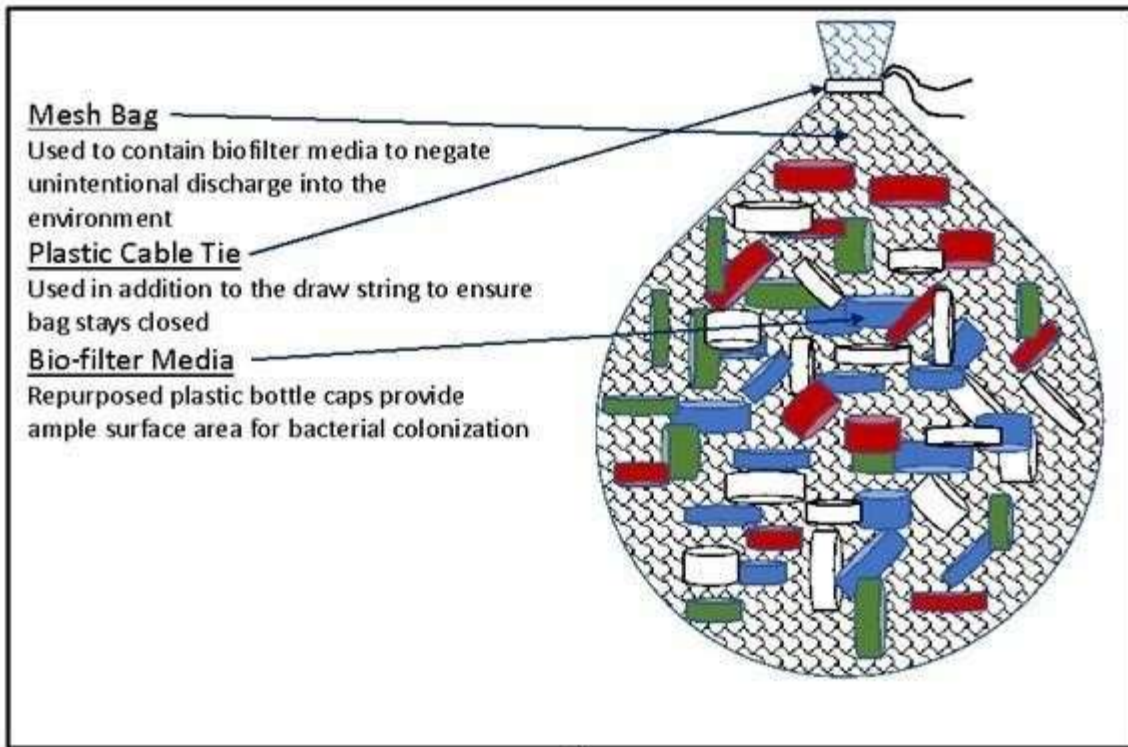 Mesh Bag
Used to contain biofilter media to negate
unintentional discharge into the
environment
Plastic Cable Tie
Used in addition to the draw string to ensure
bag stays closed
Bio-filter Media
Repurposed plastic bottle caps provide
ample surface area for bacterial colonization